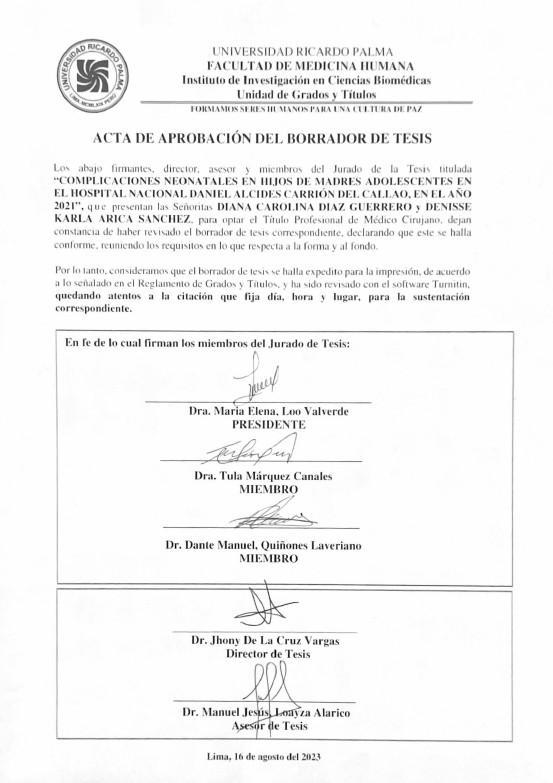 UNIVERSIDAD RICARDO PALMA
LIMA, MCMLXIX PERÚ
UNIVERSIDAD RICARDO PALMA
FACULTAD DE MEDICINA HUMANA
Instituto de Investigación en Ciencias Biomédicas
Unidad de Grados y Títulos
FORMAMOS SERES HUMANOS PARA UNA CULTURA DE PAZ
ACTA DE APROBACIÓN DEL BORRADOR DE TESIS
Los abajo firmantes, director, asesor y miembros del Jurado de la Tesis titulada
"COMPLICACIONES NEONATALES EN HIJOS DE MADRES ADOLESCENTES EN
EL HOSPITAL NACIONAL DANIEL ALCIDES CARRIÓN DEL CALLAO, EN EL AÑO
2021", que presentan las Señoritas DIANA CAROLINA DIAZ GUERRERO y DENISSE
KARLA ARICA SANCHEZ, para optar el Título Profesional de Médico Cirujano, dejan
constancia de haber revisado el borrador de tesis correspondiente, declarando que este se halla
conforme, reuniendo los requisitos en lo que respecta a la forma y al fondo.
Por lo tanto, consideramos que el borrador de tesis se halla expedito para la impresión, de acuerdo
a lo señalado en el Reglamento de Grados y Títulos, y ha sido revisado con el software Turnitin,
quedando atentos a la citación que fija día, hora y lugar, para la sustentación
correspondiente.
En fe de lo cual firman los miembros del Jurado de Tesis:
Dra. Maria Elena, Loo Valverde
PRESIDENTE
Dra. Tula Márquez Canales
MIEMBRO
Dr. Dante Manuel, Quiñones Laveriano
MIEMBRO
Dr. Jhony De La Cruz Vargas
Director de Tesis
Dr. Manuel Jesús, Loayza Alarico
Asesor de Tesis
Lima, 16 de agosto del 2023